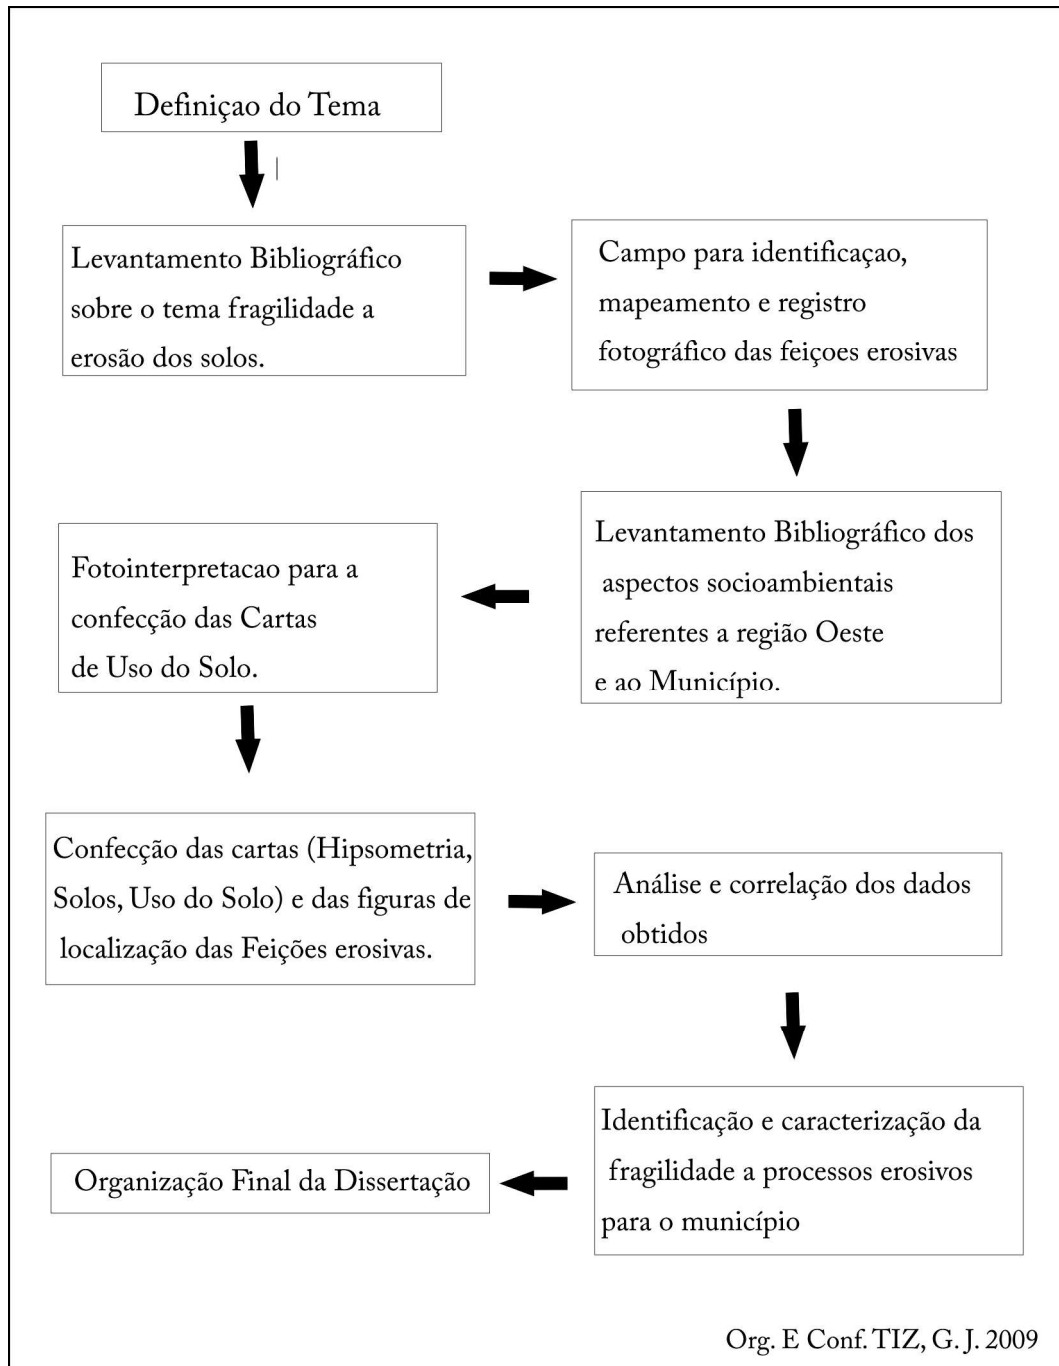 Definiçao do Tema
Levantamento Bibliográfico
sobre o tema fragilidade a
erosão dos solos.
Campo para identificaçao,
mapeamento e registro
fotográfico das feiçoes erosivas
Levantamento Bibliográfico dos
aspectos socioambientais
referentes a região Oeste
e ao Município.
Fotointerpretacao para a
confecção das Cartas
de Uso do Solo.
Confecção das cartas (Hipsometria,
Solos, Uso do Solo) e das figuras de
localização das Feições erosivas.
Análise e correlação dos dados
obtidos
Identificação e caracterização da
fragilidade a processos erosivos
para o município
Organização Final da Dissertação
Org. E Conf. TIZ, G. J. 2009